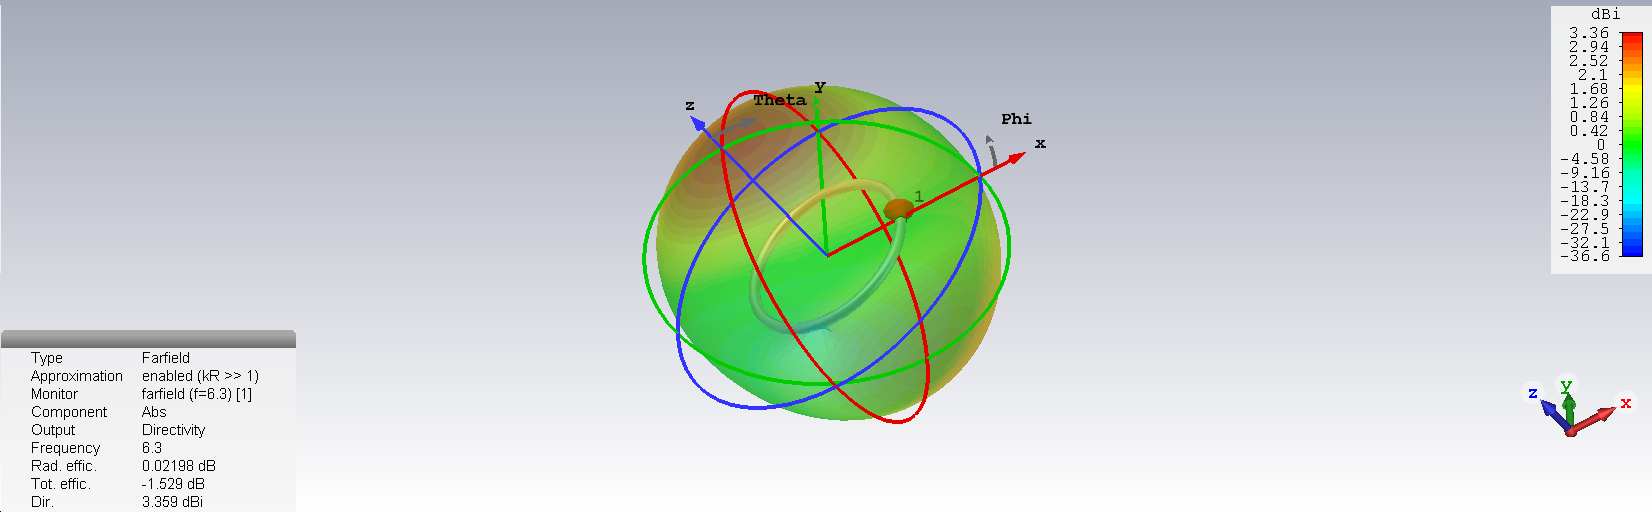 dBi
3.36
2.94
2.52
2.1
1.68
1.26
0.84
0.42
0
-4.58
-9.16
-13.7
-18.3
-22.9
-27.5
-32.1
-36.6
y
z
Theta
Phi
x
1
Type Farfield
Approximation enabled (kR >> 1)
Monitor farfield (f=6.3) [1]
Component Abs
Output Directivity
Frequency 6.3
Rad. effic. 0.02198 dB
Tot. effic. -1.529 dB
Dir. 3.359 dBi
y
z
x